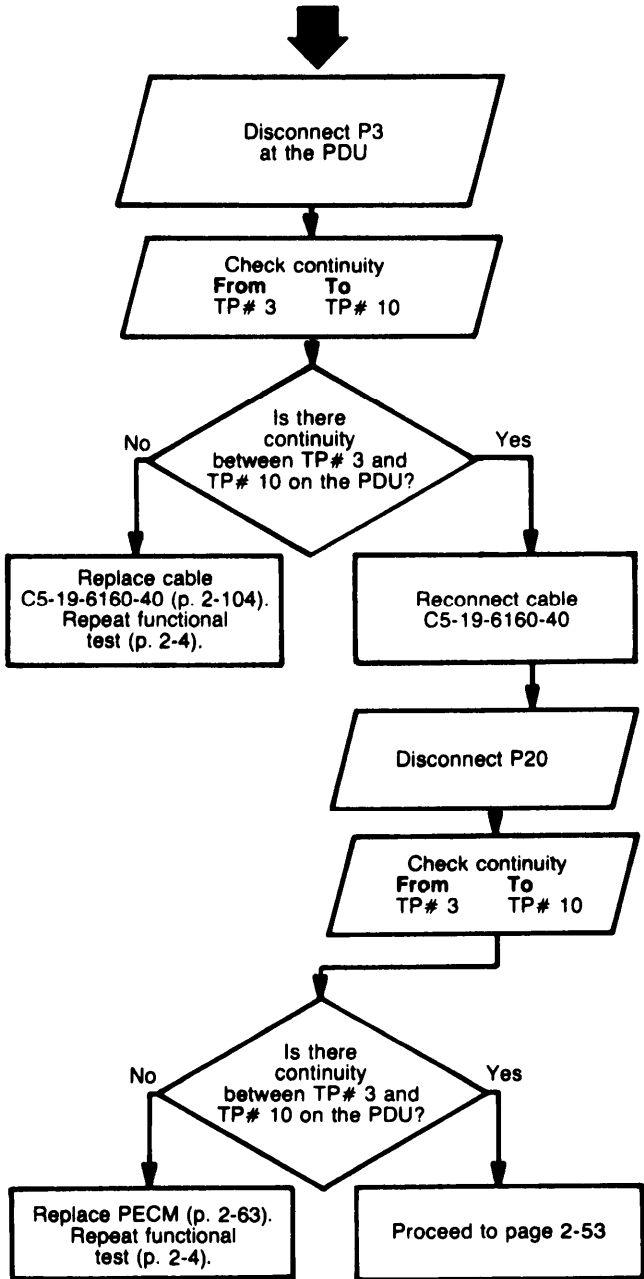 Disconnect P3
at the PDU
Check continuity
From To
TP# 3 TP# 10
Is there
continuity
between TP# 3 and
TP# 10 on the PDU?
No
Yes
Replace cable
C5-19-6160-40 (p. 2-104).
Repeat functional
test (p. 2-4).
Reconnect cable
C5-19-6160-40
Disconnect P20
Check continuity
From To
TP# 3 TP# 10
Is there
continuity
between TP# 3 and
TP# 10 on the PDU?
No
Yes
Replace PECM (p. 2-63).
Repeat functional
test (p. 2-4).
Proceed to page 2-53